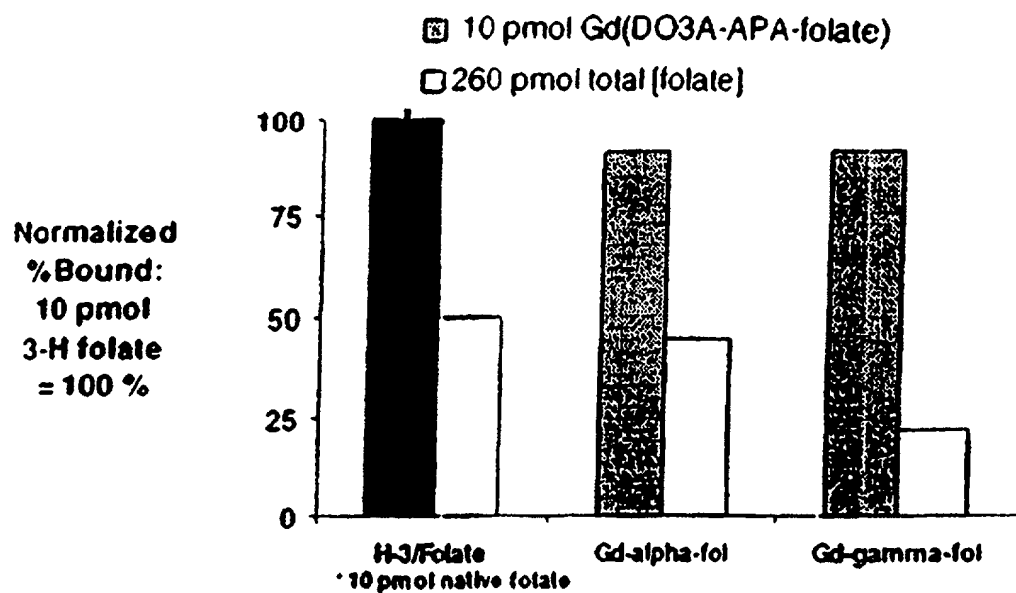 10 pmol Gd(DO3A-APA-folate)
260 pmol total [folate]
100
75
50
25
0
Normalized
%Bound:
10 pmol
3-H folate
= 100 %
H-3/Folate
* 10 pmol native folate
Gd-alpha-fol
Gd-gamma-fol